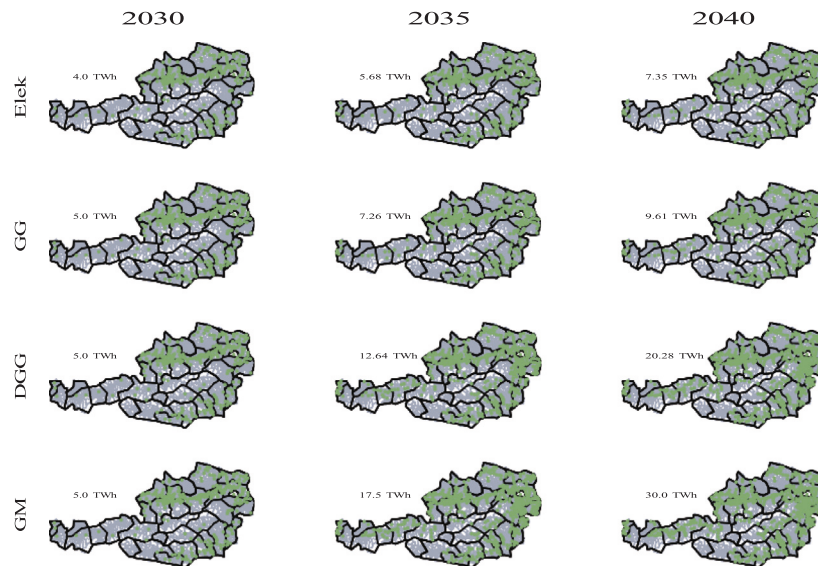 2030 2035 2040
Elek 4.0 TWh 5.68 TWh 7.35 TWh
GG 5.0 TWh 7.26 TWh 9.61 TWh
DGG 5.0 TWh 12.64 TWh 20.28 TWh
GM 5.0 TWh 17.5 TWh 30.0 TWh